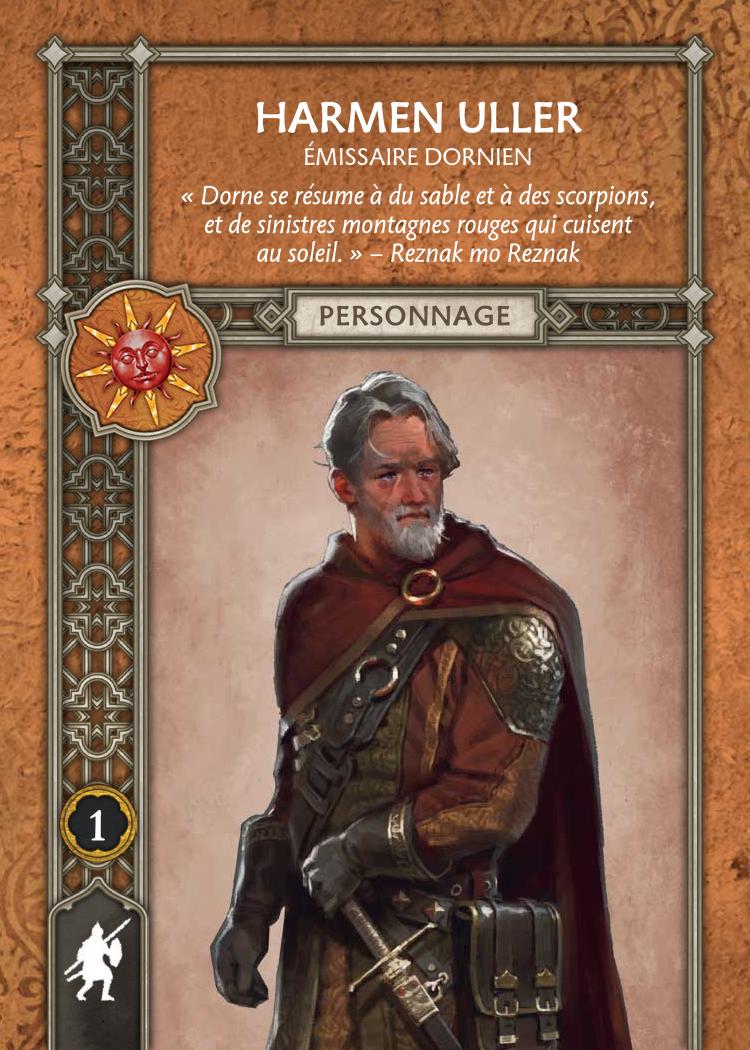 HARMEN ULLER
ÉMISSAIRE DORNIEN
« Dorne se résume à du sable et à des scorpions,
et de sinistres montagnes rouges qui cuisent
au soleil. » – Reznak mo Reznak
PERSONNAGE
1